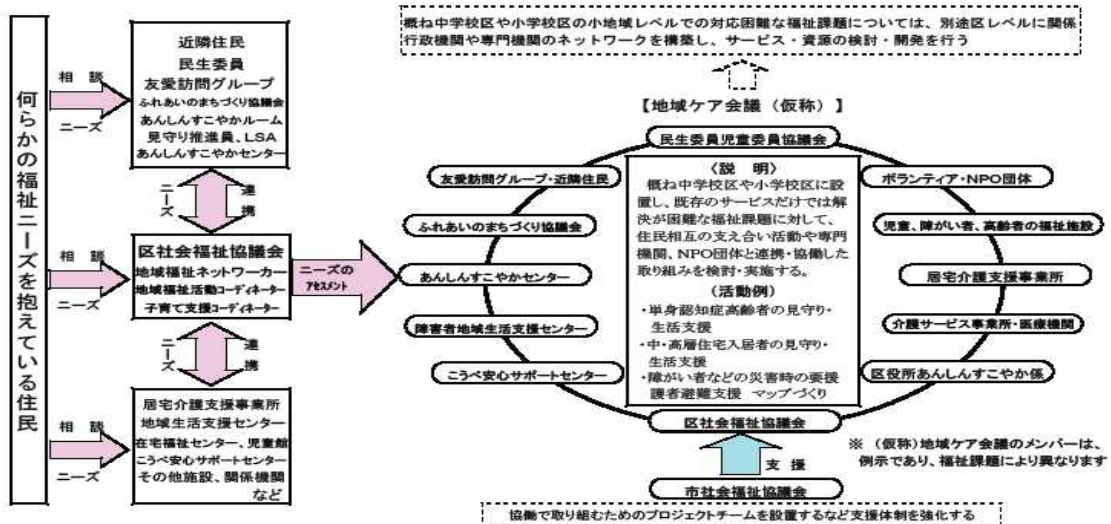 概ね中学校区や小学校区の小地域レベルでの対応困難な福祉課題については、別途区レベルに関係
行政機関や専門機関のネットワークを構築し、サービス・資源の検討・開発を行う
何らかの福祉ニーズを抱えている住民
相談
ニーズ
近隣住民
民生委員
友愛訪問グループ
ふれあいのまちづくり協議会
あんしんすこやかルーム
見守り推進員、LSA
あんしんすこやかセンター
ニーズ
連携
相談
ニーズ
区社会福祉協議会
地域福祉ネットワーカー
地域福祉活動コーディネーター
子育て支援コーディネーター
ニーズの
アセスメント
ニーズ
連携
相談
ニーズ
居宅介護支援事業所
地域生活支援センター
在宅福祉センター、児童館
こうべ安心サポートセンター
その他施設、関係機関
など
【地域ケア会議（仮称）】
民生委員児童委員協議会
友愛訪問グループ・近隣住民
ふれあいのまちづくり協議会
あんしんすこやかセンター
障害者地域生活支援センター
こうべ安心サポートセンター
〈説　明〉
概ね中学校区や小学校区に設
置し、既存のサービスだけでは解
決が困難な福祉課題に対して、
住民相互の支え合い活動や専門
機関、NPO団体と連携・協働した
取り組みを検討・実施する。
〈活動例〉
・単身認知症高齢者の見守り・
生活支援
・中・高層住宅入居者の見守り・
生活支援
・障がい者などの災害時の要援
護者避難支援　マップづくり
ボランティア・NPO団体
児童、障がい者、高齢者の福祉施設
居宅介護支援事業所
介護サービス事業所・医療機関
区役所あんしんすこやか係
区社会福祉協議会
支援
市社会福祉協議会
※（仮称）地域ケア会議のメンバーは、
例示であり、福祉課題により異なります
協働で取り組むためのプロジェクトチームを設置するなど支援体制を強化する